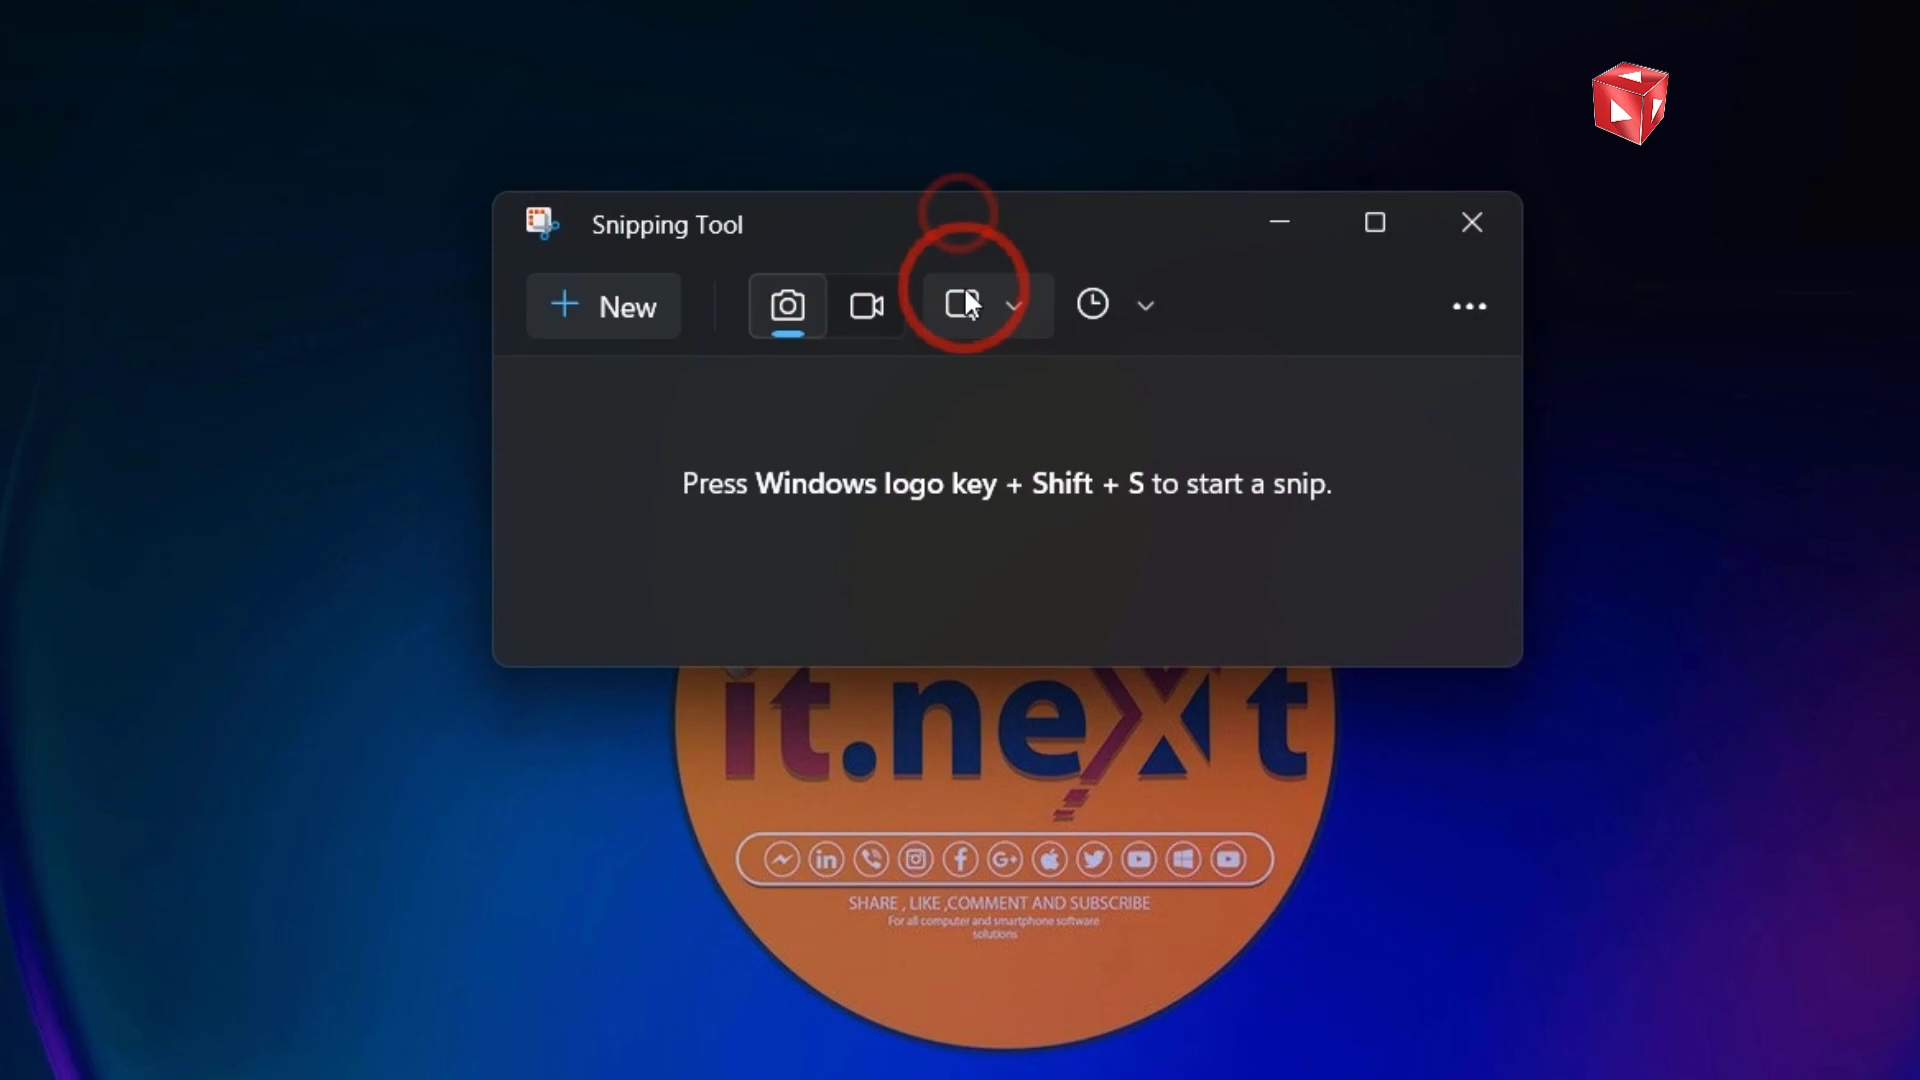 Snipping Tool
New
Press Windows logo key + Shift + S to start a snip.
it.next
SHARE , LIKE ,COMMENT AND SUBSCRIBE
For all computer and smartphone software
solutions